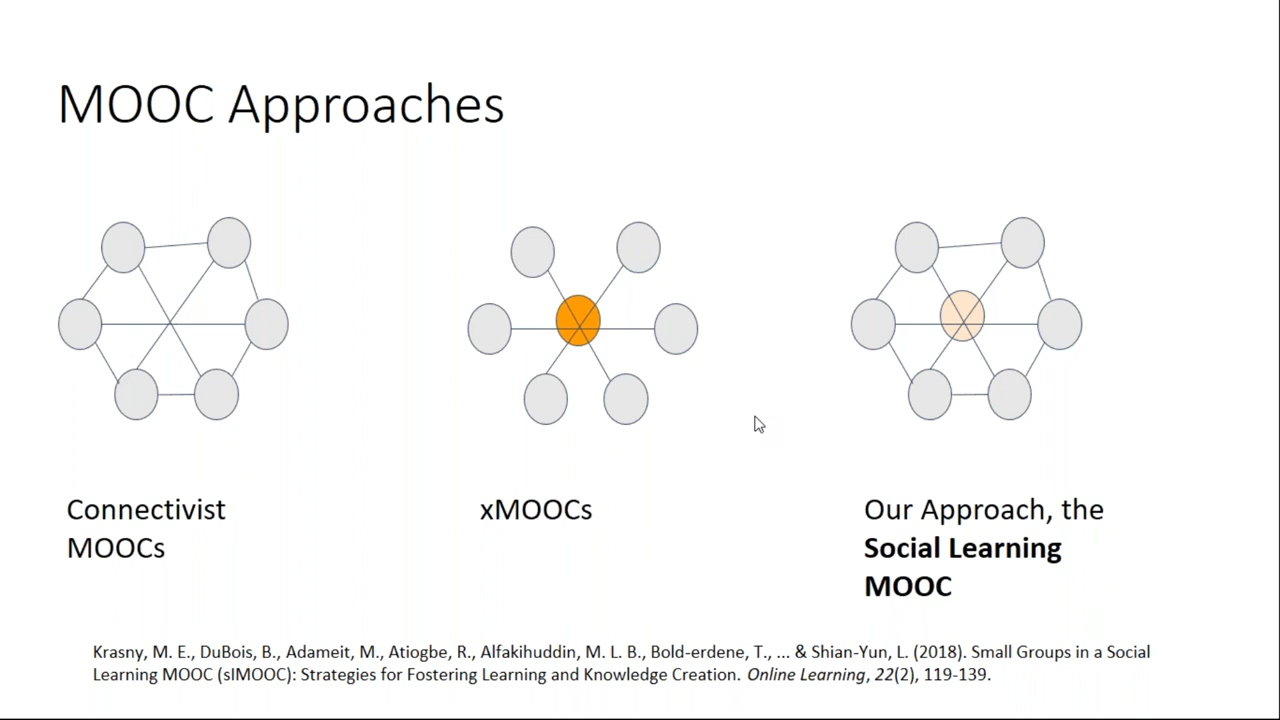 MOOC Approaches
Connectivist
MOOCs
xMOOCs
Our Approach, the
Social Learning
MOOC
Krasny, M. E., DuBois, B., Adameit, M., Atiogbe, R., Alfakihuddin, M. L. B., Bold-erdene, T., ... & Shian-Yun, L. (2018). Small Groups in a Social
Learning MOOC (slMOOC): Strategies for Fostering Learning and Knowledge Creation. Online Learning, 22(2), 119-139.